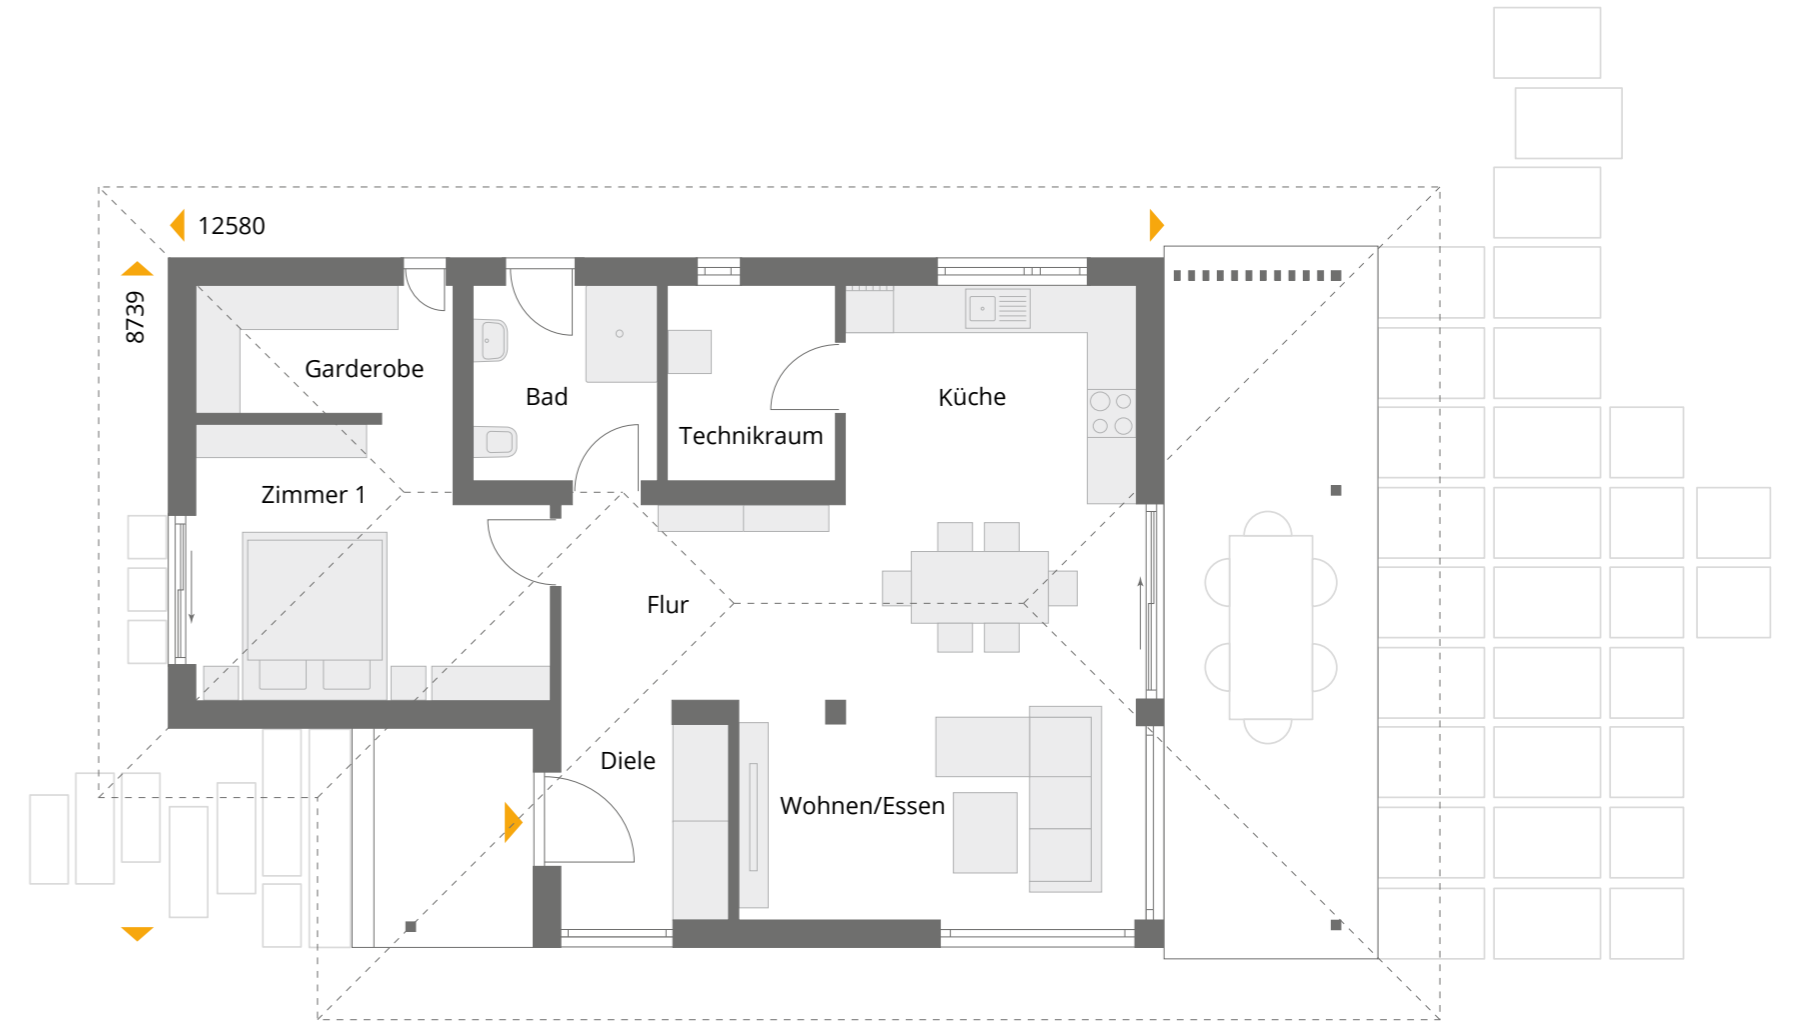 12580
8739
Garderobe
Bad
Küche
Technikraum
Zimmer 1
Flur
Diele
Wohnen/Essen